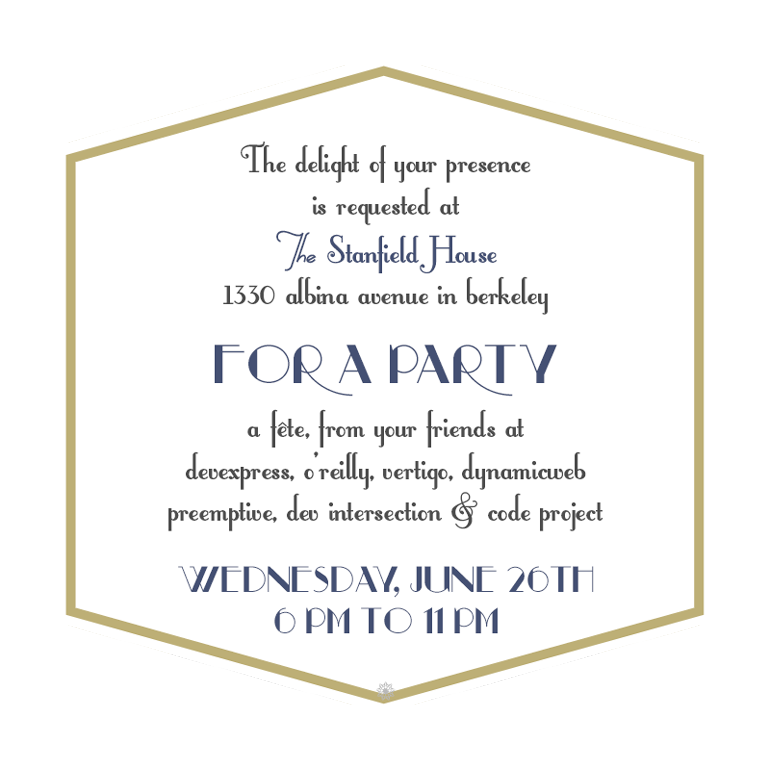 The delight of your presence
is requested at
The Stanfield House
1330 albina avenue in berkeley
FOR A PARTY
a fête, from your friends at
devexpress, o'reilly, vertigo, dynamicweb
preemptive, dev intersection & code project
WEDNESDAY, JUNE 26TH
6 PM TO 11 PM